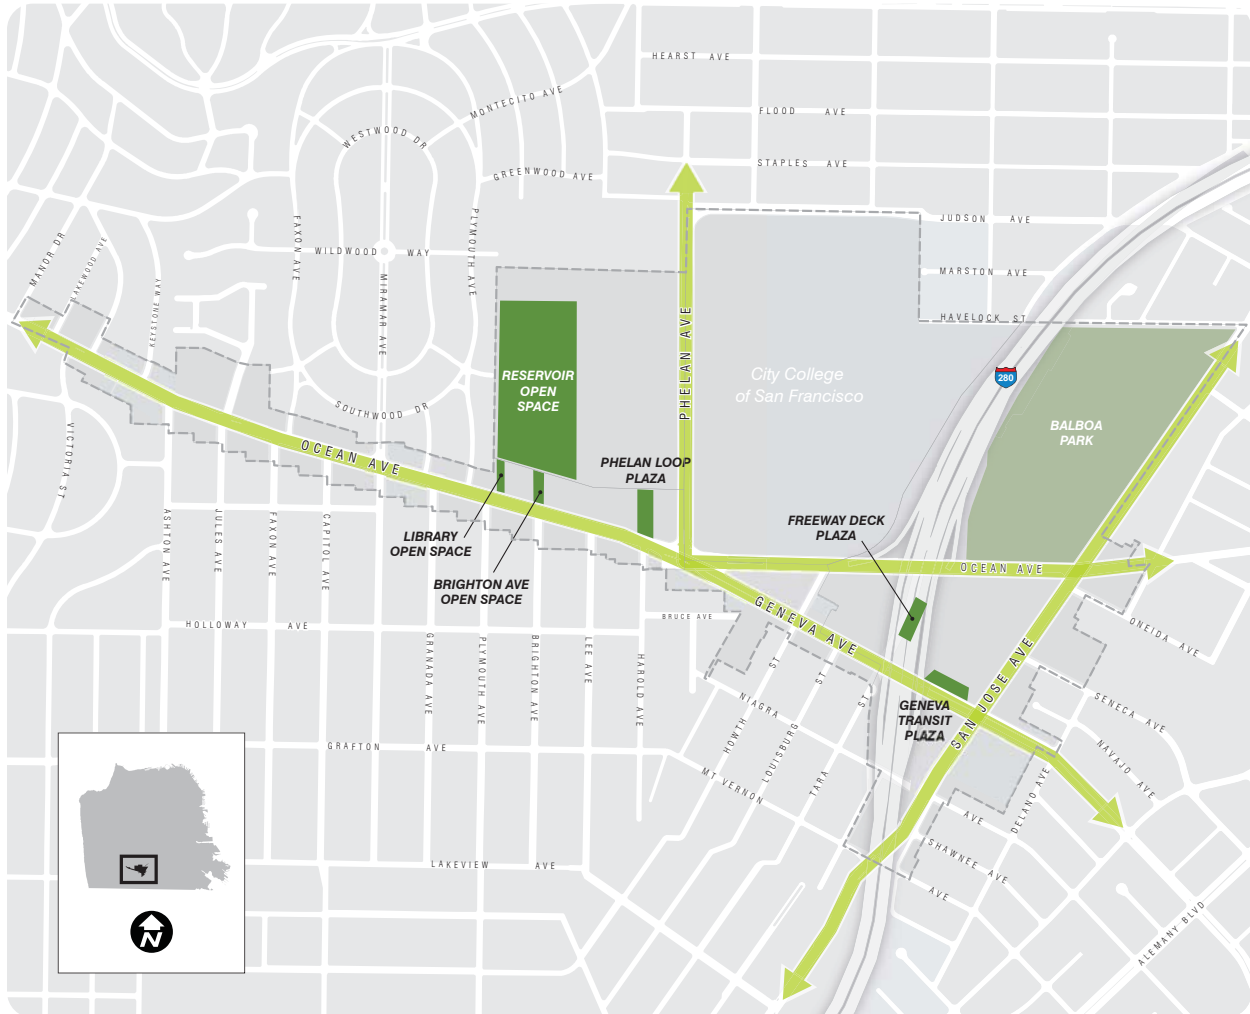 HEARST AVE
MONTECITO AVE
FLOOD AVE
WESTWOOD DR
STAPLES AVE
GREENWOOD AVE
JUDSON AVE
MANOR DR
LAKEWOOD AVE
KEYSTONE WAY
FAXON AVE
WILDWOOD WAY
PLYMOUTH AVE
MIRAMAR AVE
MARSTON AVE
HAVELOCK ST
PHELAN AVE
RESERVOIR
OPEN
SPACE
City College
of San Francisco
280
BALBOA
PARK
SOUTHWOOD DR
VICTORIA ST
OCEAN AVE
PHELAN LOOP
PLAZA
LIBRARY
OPEN SPACE
BRIGHTON AVE
OPEN SPACE
FREEWAY DECK
PLAZA
OCEAN AVE
ASHTON AVE
JULES AVE
FAXON AVE
CAPITOL AVE
HOLLOWAY AVE
BRUCE AVE
GENEVA AVE
ONEIDA AVE
GRANADA AVE
PLYMOUTH AVE
BRIGHTON AVE
LEE AVE
HAROLD AVE
NIAGRA
AVE
HOWTH ST
LOUISBURG ST
TARA ST
GENEVA
TRANSIT
PLAZA
SAN JOSE AVE
SENECA AVE
NAVAJO AVE
GRAFTON AVE
MT VERNON
AVE
DELANO AVE
SHAWNEE AVE
LAKEVIEW AVE
ALEMANY BLVD
N